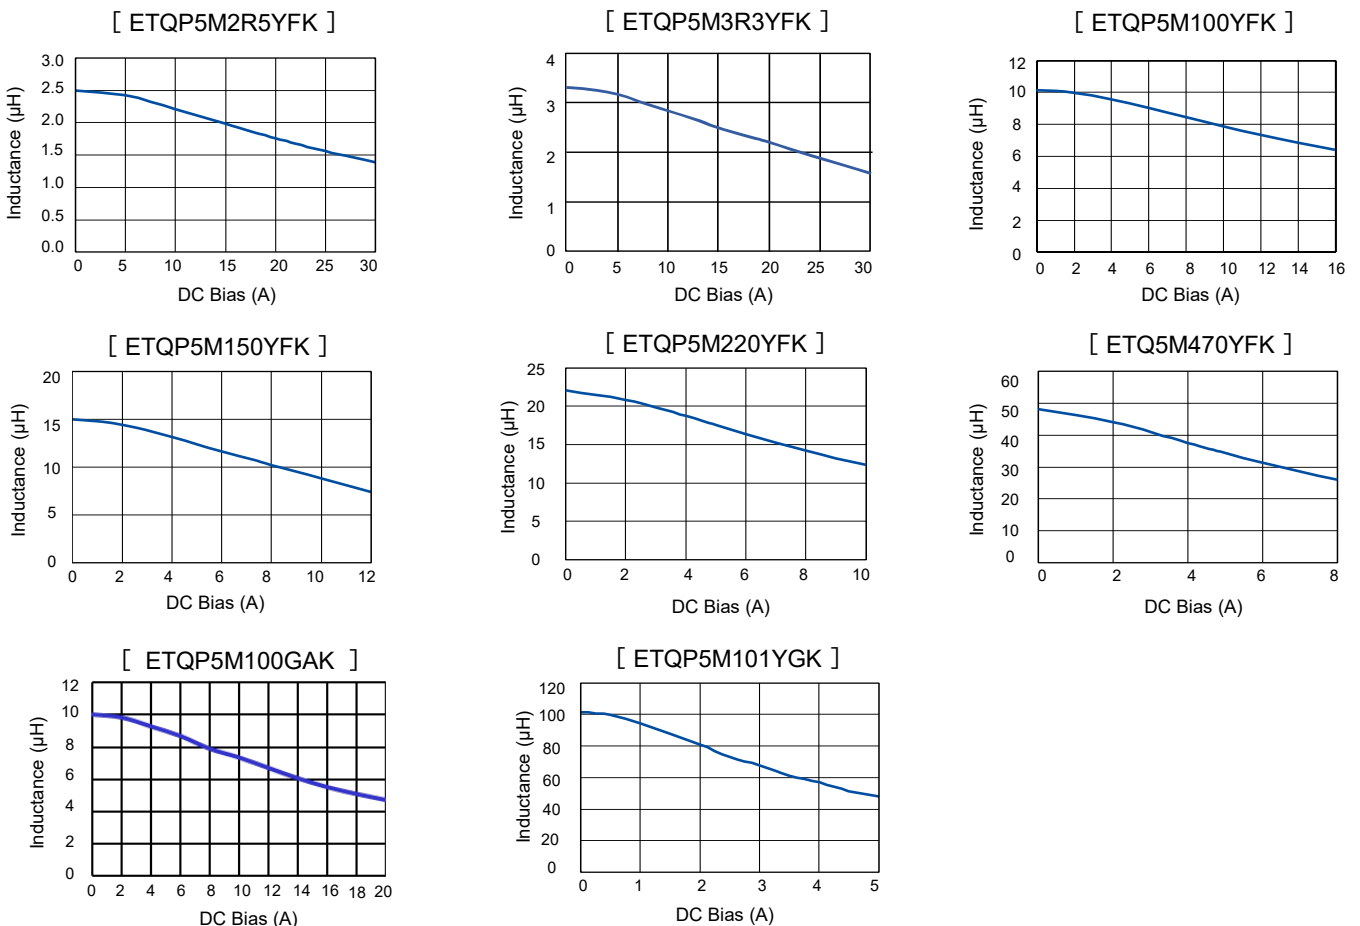 [ ETQP5M2R5YFK ]
Inductance (μH)
3.0
2.5
2.0
1.5
1.0
0.5
0.0
0 5 10 15 20 25 30
DC Bias (A)
[ ETQP5M3R3YFK ]
Inductance (μH)
4
3
2
1
0
0 5 10 15 20 25 30
DC Bias (A)
[ ETQP5M100YFK ]
Inductance (μH)
12
10
8
6
4
2
0
0 2 4 6 8 10 12 14 16
DC Bias (A)
[ ETQP5M150YFK ]
Inductance (μH)
20
15
10
5
0
0 2 4 6 8 10 12
DC Bias (A)
[ ETQP5M220YFK ]
Inductance (μH)
25
20
15
10
5
0
0 2 4 6 8 10
DC Bias (A)
[ ETQ5M470YFK ]
Inductance (μH)
60
50
40
30
20
10
0
0 2 4 6 8
DC Bias (A)
[ ETQP5M100GAK ]
Inductance (μH)
12
10
8
6
4
2
0
0 2 4 6 8 10 12 14 16 18 20
DC Bias (A)
[ ETQP5M101YGK ]
Inductance (μH)
120
100
80
60
40
20
0
0 1 2 3 4 5
DC Bias (A)